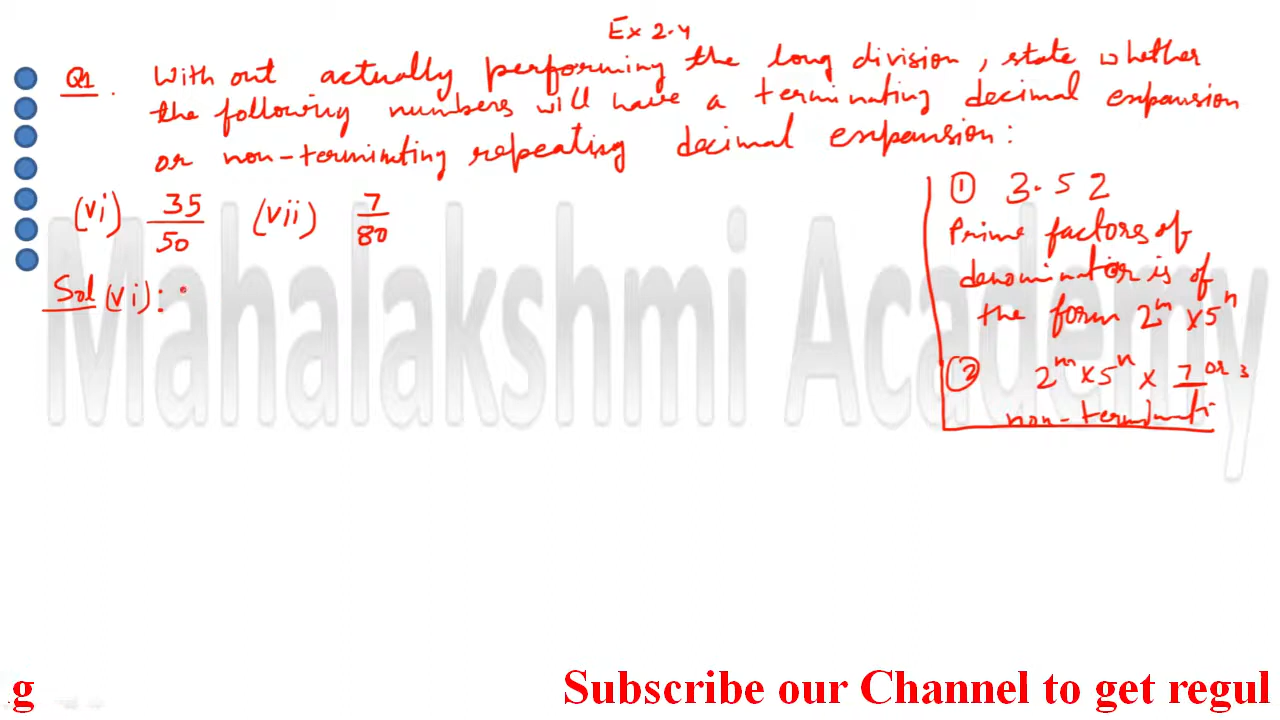 Ex 2.4
Q1. With out actually performing the long division, state whether
the following numbers will have a terminating decimal expansion
or non-terminating repeating decimal expansion:
(vi) 35/50 (vii) 7/80
Sol (vi):
① 3.52
Prime factors of
denominator is of
the form 2^m × 5^n
② 2^m × 5^n × 7 or 3
non-terminati
Mahalakshmi Academy
g Subscribe our Channel to get regul